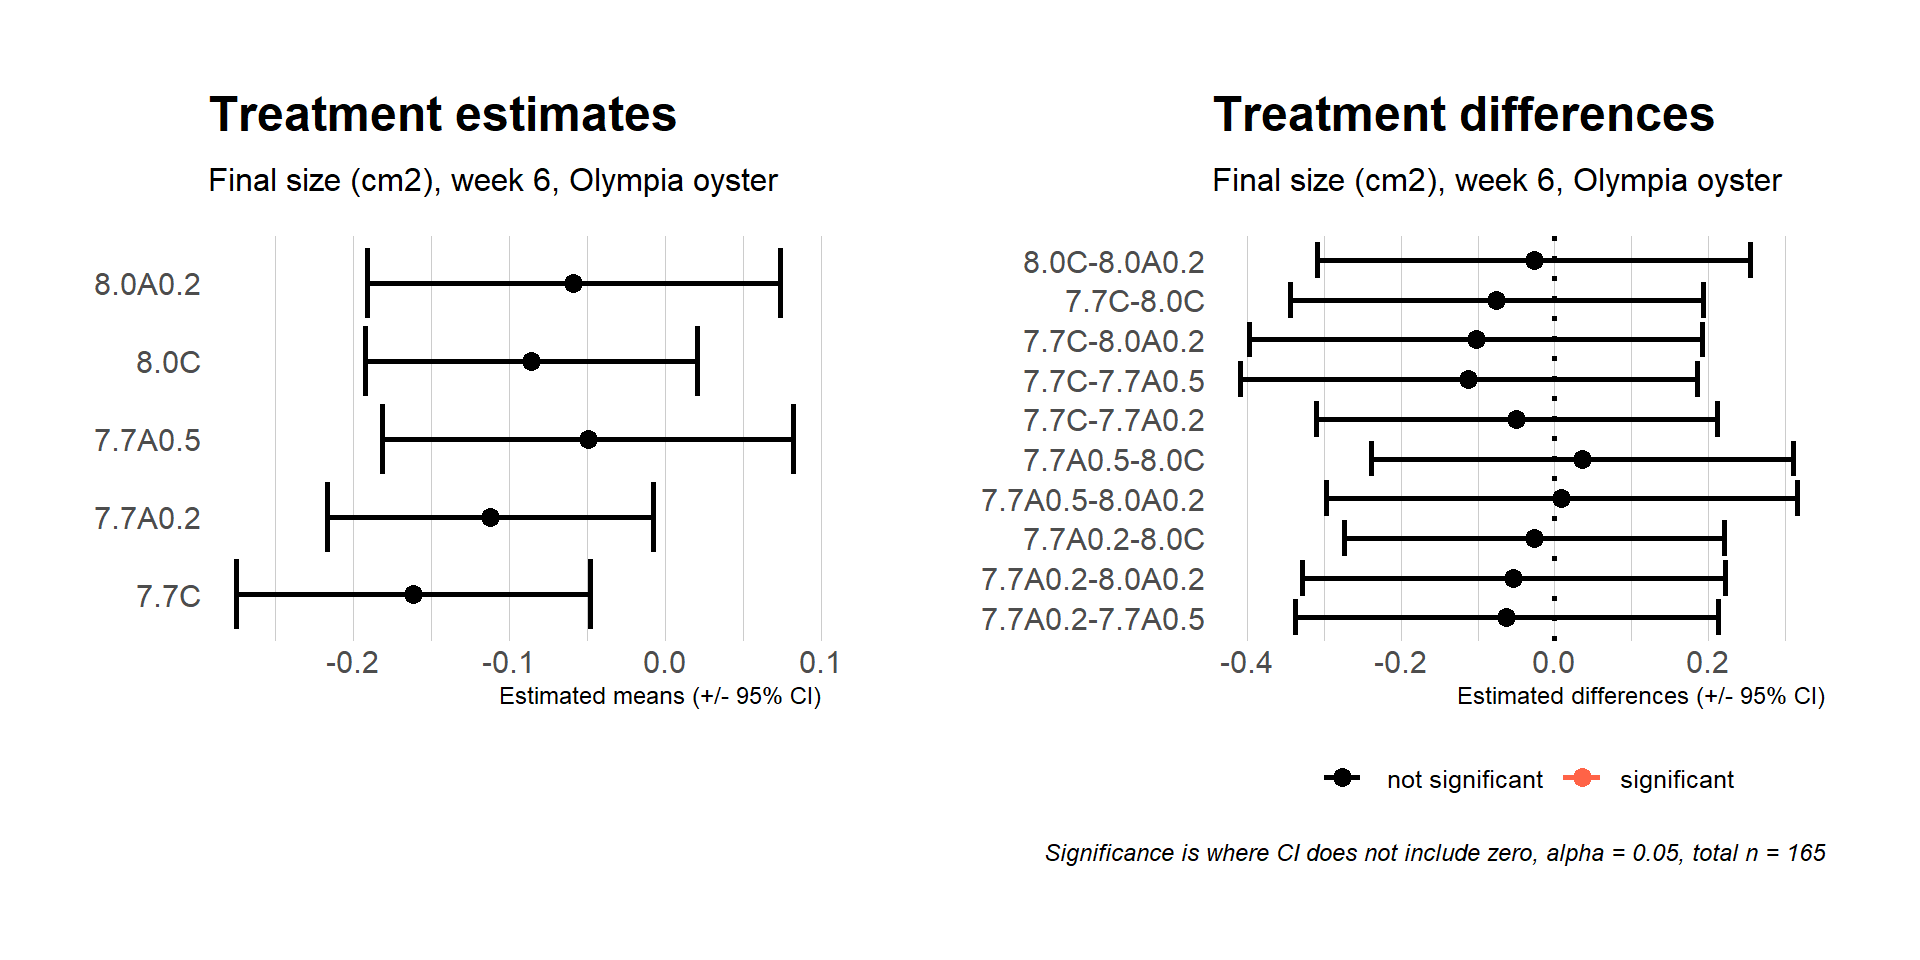 Treatment estimates
Final size (cm2), week 6, Olympia oyster
8.0A0.2
8.0C
7.7A0.5
7.7A0.2
7.7C
-0.2 -0.1 0.0 0.1
Estimated means (+/- 95% CI)
Treatment differences
Final size (cm2), week 6, Olympia oyster
8.0C-8.0A0.2
7.7C-8.0C
7.7C-8.0A0.2
7.7C-7.7A0.5
7.7C-7.7A0.2
7.7A0.5-8.0C
7.7A0.5-8.0A0.2
7.7A0.2-8.0C
7.7A0.2-8.0A0.2
7.7A0.2-7.7A0.5
-0.4 -0.2 0.0 0.2
Estimated differences (+/- 95% CI)
not significant significant
Significance is where CI does not include zero, alpha = 0.05, total n = 165